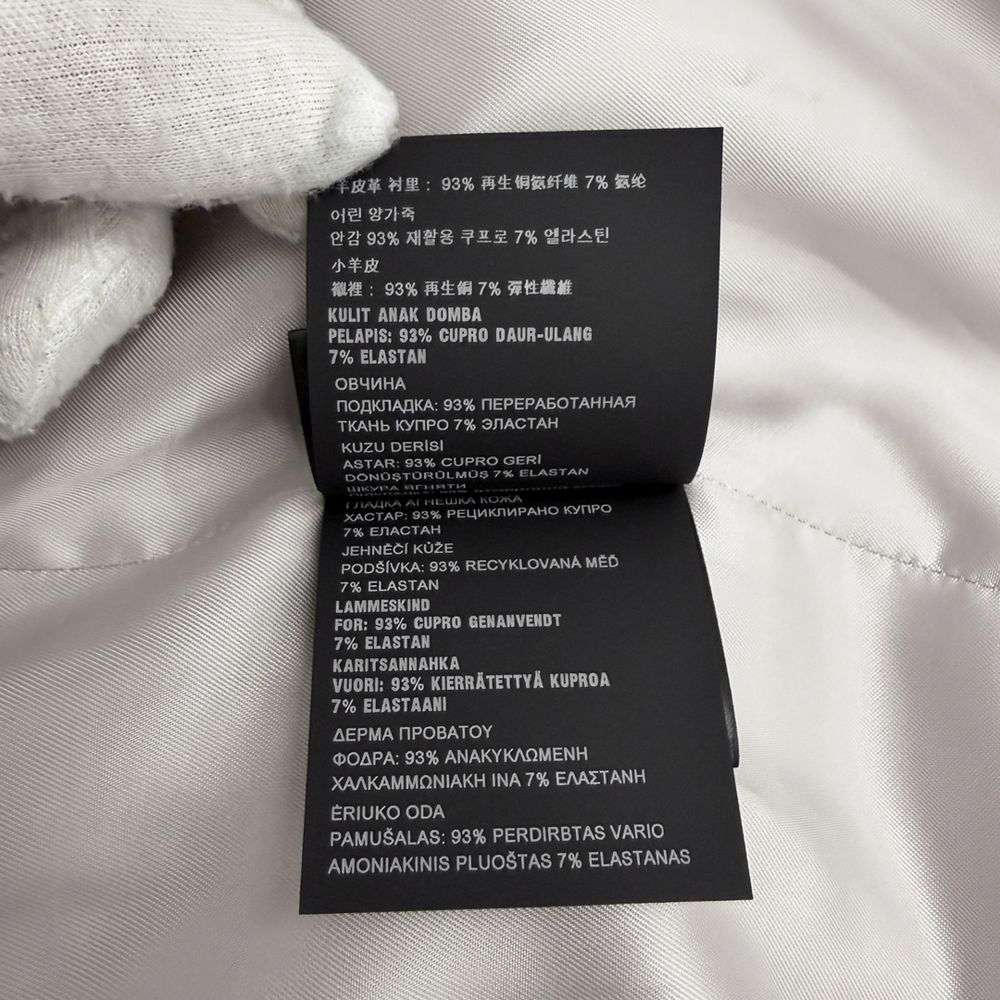 羊皮革 衬里： 93% 再生铜氨纤维 7% 氨纶
어린 양가죽
안감 93% 재활용 쿠프로 7% 엘라스틴
小羊皮
襯裡： 93% 再生銅 7% 彈性纖維
KULIT ANAK DOMBA
PELAPIS: 93% CUPRO DAUR-ULANG
7% ELASTAN
ОВЧИНА
ПОДКЛАДКА: 93% ПЕРЕРАБОТАННАЯ
ТКАНЬ КУПРО 7% ЭЛАСТАН
KUZU DERİSİ
ASTAR: 93% CUPRO GERİ
DÖNÜŞTÜRÜLMÜŞ 7% ELASTAN
ШКУРА ЯГНЯТИ
ГЛАДКА АГНЕШКА КОЖА
ХАСТАР: 93% РЕЦИКЛИРАНО КУПРО
7% ЕЛАСТАН
JEHNĚČÍ KŮŽE
PODŠÍVKA: 93% RECYKLOVANÁ MĚĎ
7% ELASTAN
LAMMESKIND
FOR: 93% CUPRO GENANVENDT
7% ELASTAN
KARITSANNAHKA
VUORI: 93% KIERRÄTETTYÄ KUPROA
7% ELASTAANI
ΔΕΡΜΑ ΠΡΟΒΑΤΟΥ
ΦΟΔΡΑ: 93% ΑΝΑΚΥΚΛΩΜΕΝΗ
ΧΑΛΚΑΜΜΩΝΙΑΚΗ ΙΝΑ 7% ΕΛΑΣΤΑΝΗ
ĖRIUKO ODA
PAMUŠALAS: 93% PERDIRBTAS VARIO
AMONIAKINIS PLUOŠTAS 7% ELASTANAS